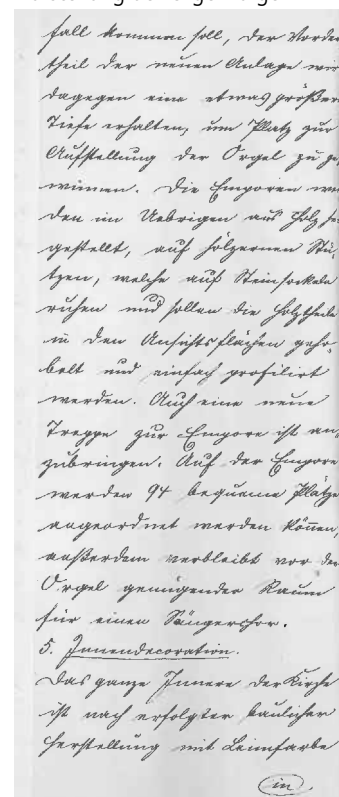 fall kommen soll, der Vorder
theil der neuen Anlage wir
dagegen eine etwas größere
Tiefe erhalten, um Platz zur
Aufstellung der Orgel zu ge,
winnen. Die Emporen wer
den im Uebrigen aus Holz he
gestellt, auf hölzernen Stü,
tzen, welche auf Steinsockeln
ruhen und sollen die Holztheile
in den Ansichtsflächen geho,
belt und einfach profilirt
werden. Auch eine neue
Treppe zur Empore ist an,
zubringen. Auf der Empore
werden 94 bequeme Plätze
angeordnet werden können,
außerdem verbleibt vor der
Orgel genügender Raum
für einen Sängerchor.
5. Innendecoration.
Das ganze Innere der Kirche
ist nach erfolgter baulicher
Herstellung mit Leimfarbe
in